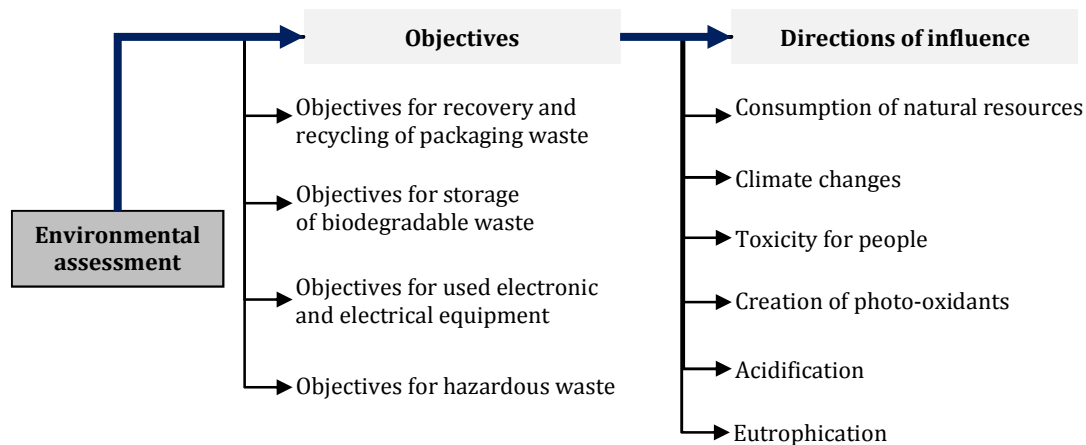 Environmental
assessment
Objectives
Objectives for recovery and
recycling of packaging waste
Objectives for storage
of biodegradable waste
Objectives for used electronic
and electrical equipment
Objectives for hazardous waste
Directions of influence
Consumption of natural resources
Climate changes
Toxicity for people
Creation of photo-oxidants
Acidification
Eutrophication